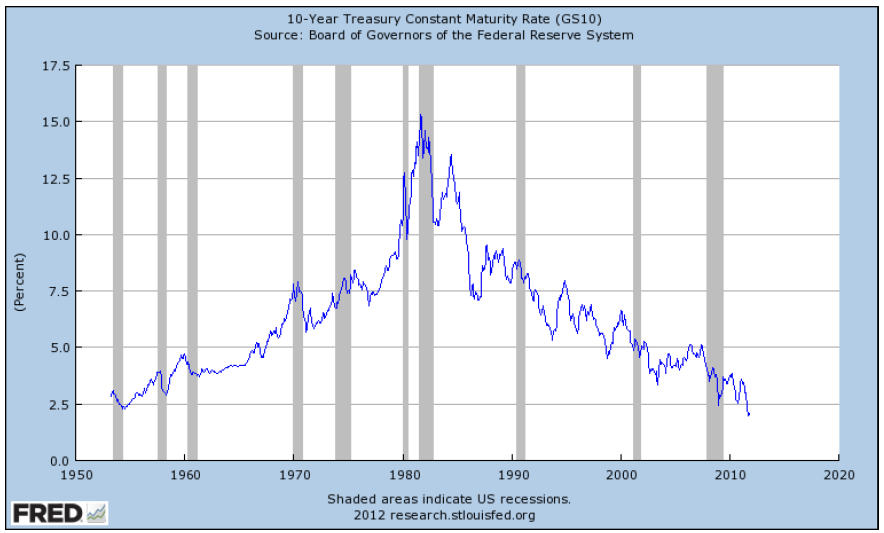 10-Year Treasury Constant Maturity Rate (GS10)
Source: Board of Governors of the Federal Reserve System
(Percent)
17.5
15.0
12.5
10.0
7.5
5.0
2.5
0.0
1950 1960 1970 1980 1990 2000 2010 2020
Shaded areas indicate US recessions.
2012 research.stlouisfed.org
FRED